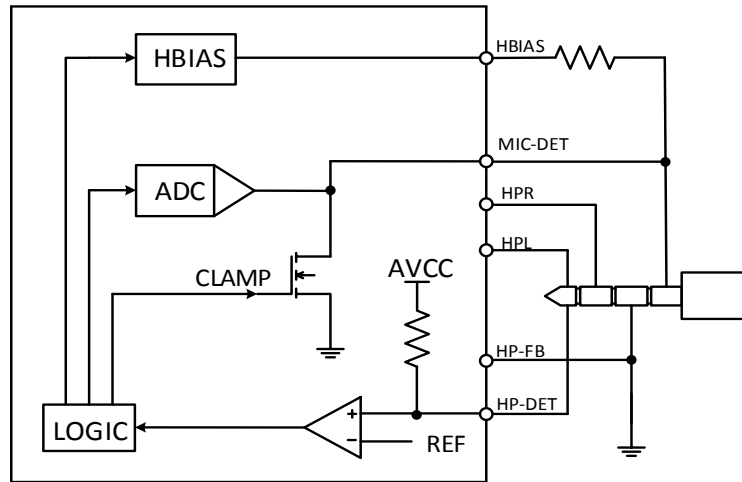 HBIAS
HBIAS
MIC-DET
ADC
HPR
HPL
AVCC
CLAMP
HP-FB
HP-DET
+
LOGIC
−
REF